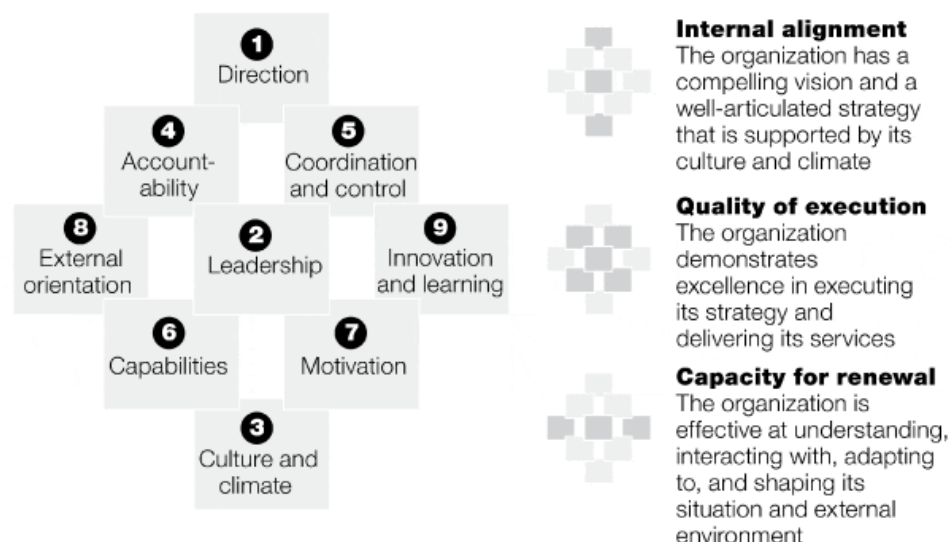 1
Direction
4
Account-
ability
5
Coordination
and control
8
External
orientation
2
Leadership
9
Innovation
and learning
6
Capabilities
7
Motivation
3
Culture and
climate
Internal alignment
The organization has a
compelling vision and a
well-articulated strategy
that is supported by its
culture and climate
Quality of execution
The organization
demonstrates
excellence in executing
its strategy and
delivering its services
Capacity for renewal
The organization is
effective at understanding,
interacting with, adapting
to, and shaping its
situation and external
environment